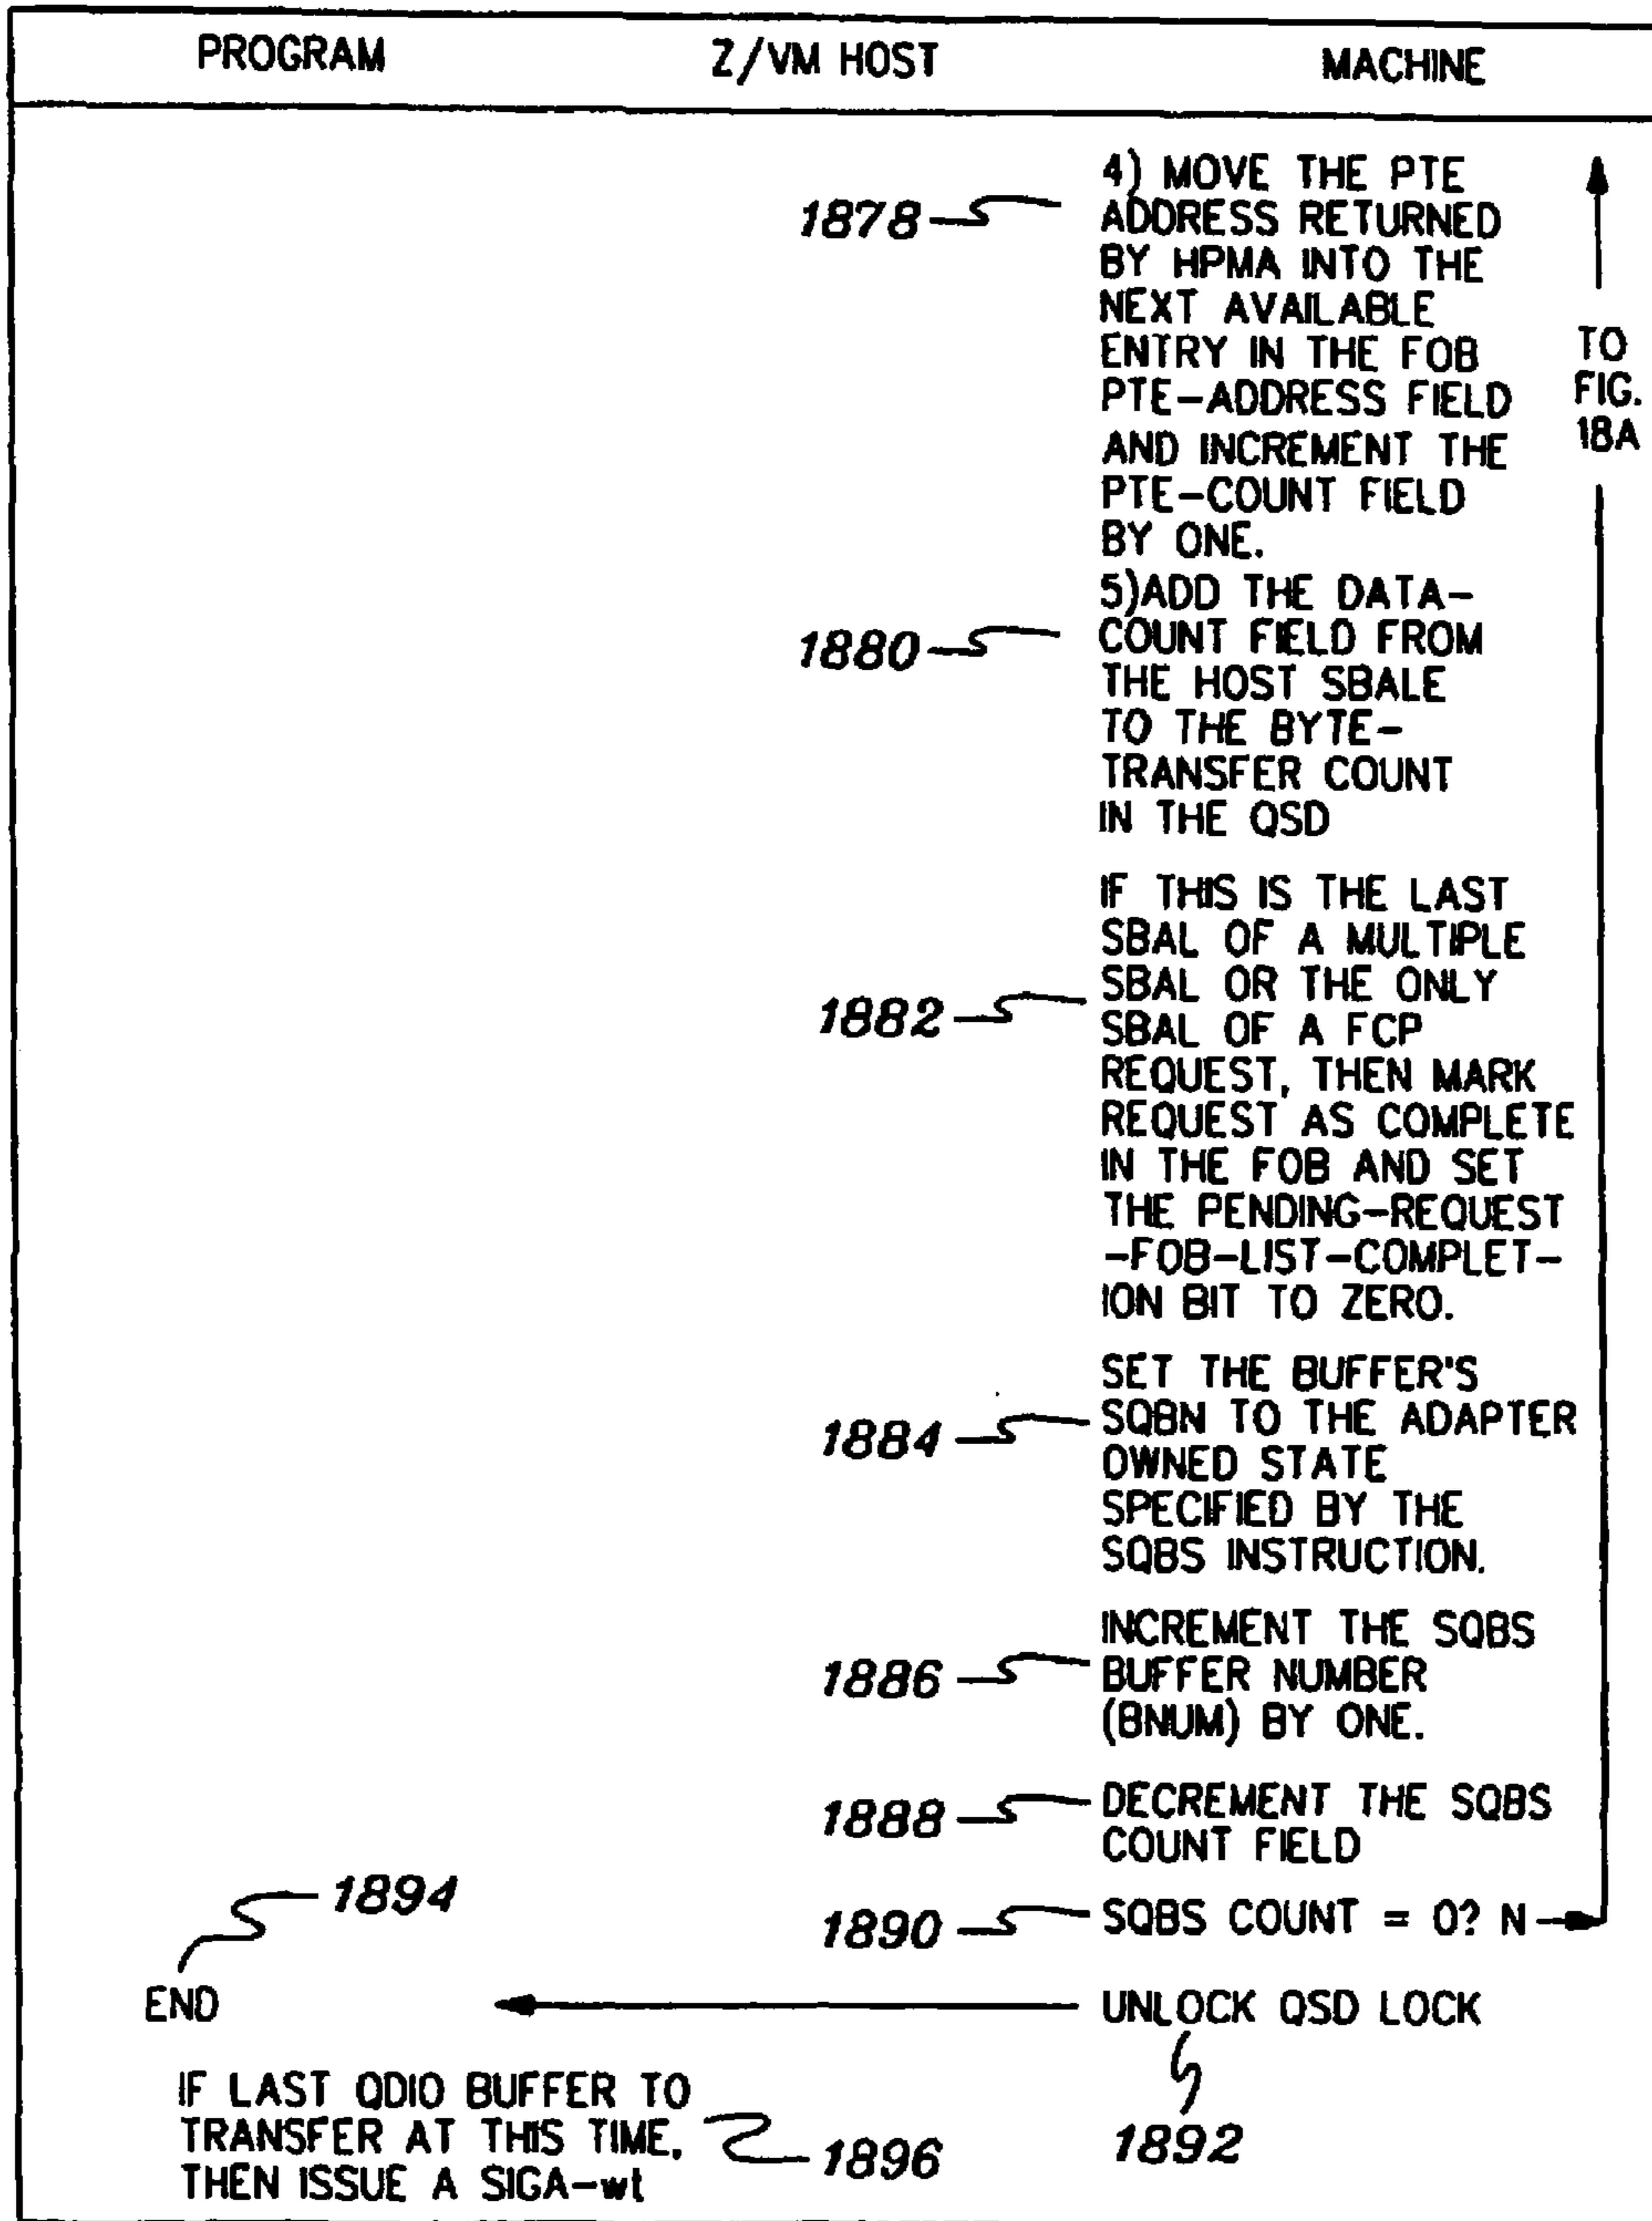 PROGRAM
Z/VM HOST
MACHINE
1878
4) MOVE THE PTE
ADDRESS RETURNED
BY HPMA INTO THE
NEXT AVAILABLE
ENTRY IN THE FOB
PTE-ADDRESS FIELD
AND INCREMENT THE
PTE-COUNT FIELD
BY ONE.
TO
FIG.
18A
1880
5)ADD THE DATA-
COUNT FIELD FROM
THE HOST SBALE
TO THE BYTE-
TRANSFER COUNT
IN THE QSD
1882
IF THIS IS THE LAST
SBAL OF A MULTIPLE
SBAL OR THE ONLY
SBAL OF A FCP
REQUEST, THEN MARK
REQUEST AS COMPLETE
IN THE FOB AND SET
THE PENDING-REQUEST
-FOB-LIST-COMPLET-
ION BIT TO ZERO.
1884
SET THE BUFFER'S
SQBN TO THE ADAPTER
OWNED STATE
SPECIFIED BY THE
SQBS INSTRUCTION.
1886
INCREMENT THE SQBS
BUFFER NUMBER
(BNUM) BY ONE.
1888
DECREMENT THE SQBS
COUNT FIELD
1894
1890
SQBS COUNT = 0? N
END
UNLOCK QSD LOCK
1892
IF LAST QDIO BUFFER TO
TRANSFER AT THIS TIME,
THEN ISSUE A SIGA-wt
1896